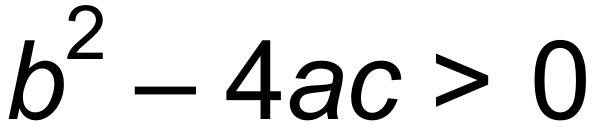 b² – 4ac > 0